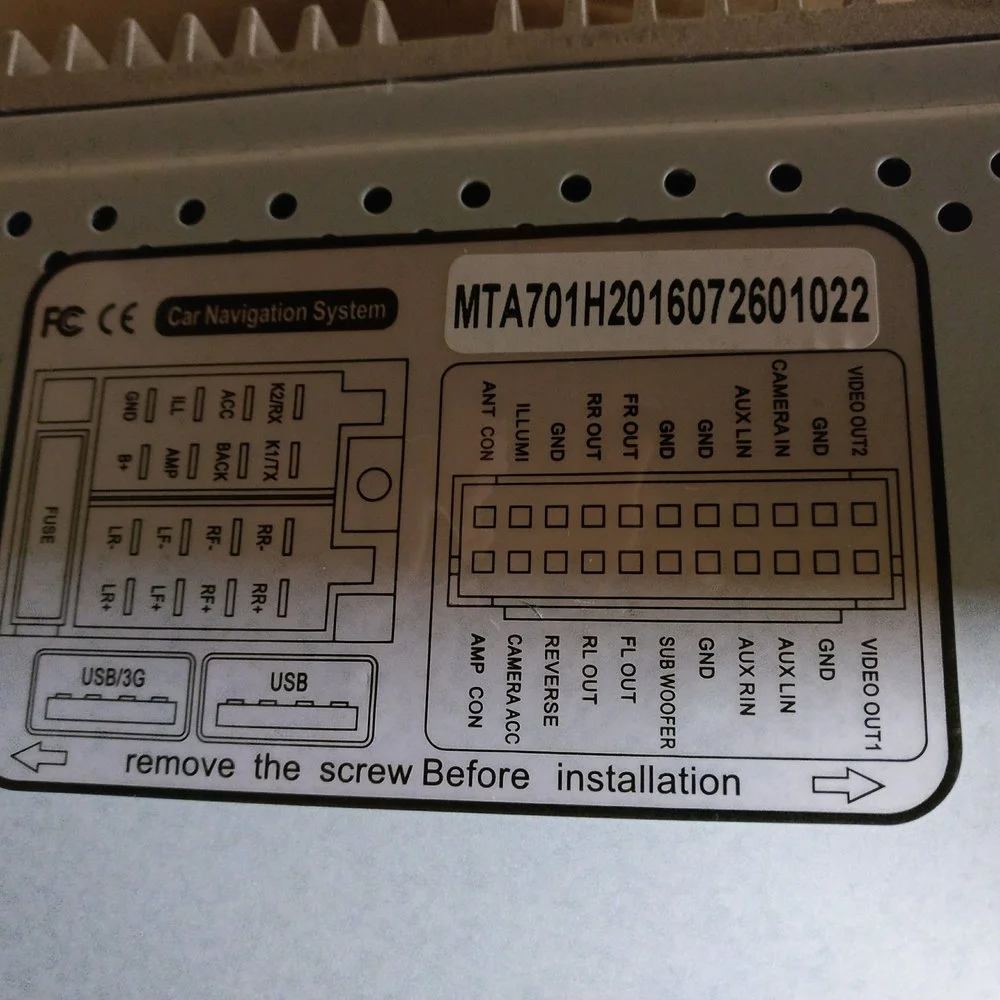 FC CE Car Navigation System
MTA701H2016072601022
GND ILL ACC K2/RX
B+ AMP BACK K1/TX
FUSE
LR- LF- RF- RR-
LR+ LF+ RF+ RR+
USB/3G USB
ANT CON ILLUMI GND RR OUT FR OUT GND GND AUX LIN CAMERA IN GND VIDEO OUT2
AMP CON CAMERA ACC REVERSE RL OUT FL OUT SUB WOOFER GND AUX RIN AUX LIN GND VIDEO OUT1
remove the screw Before installation